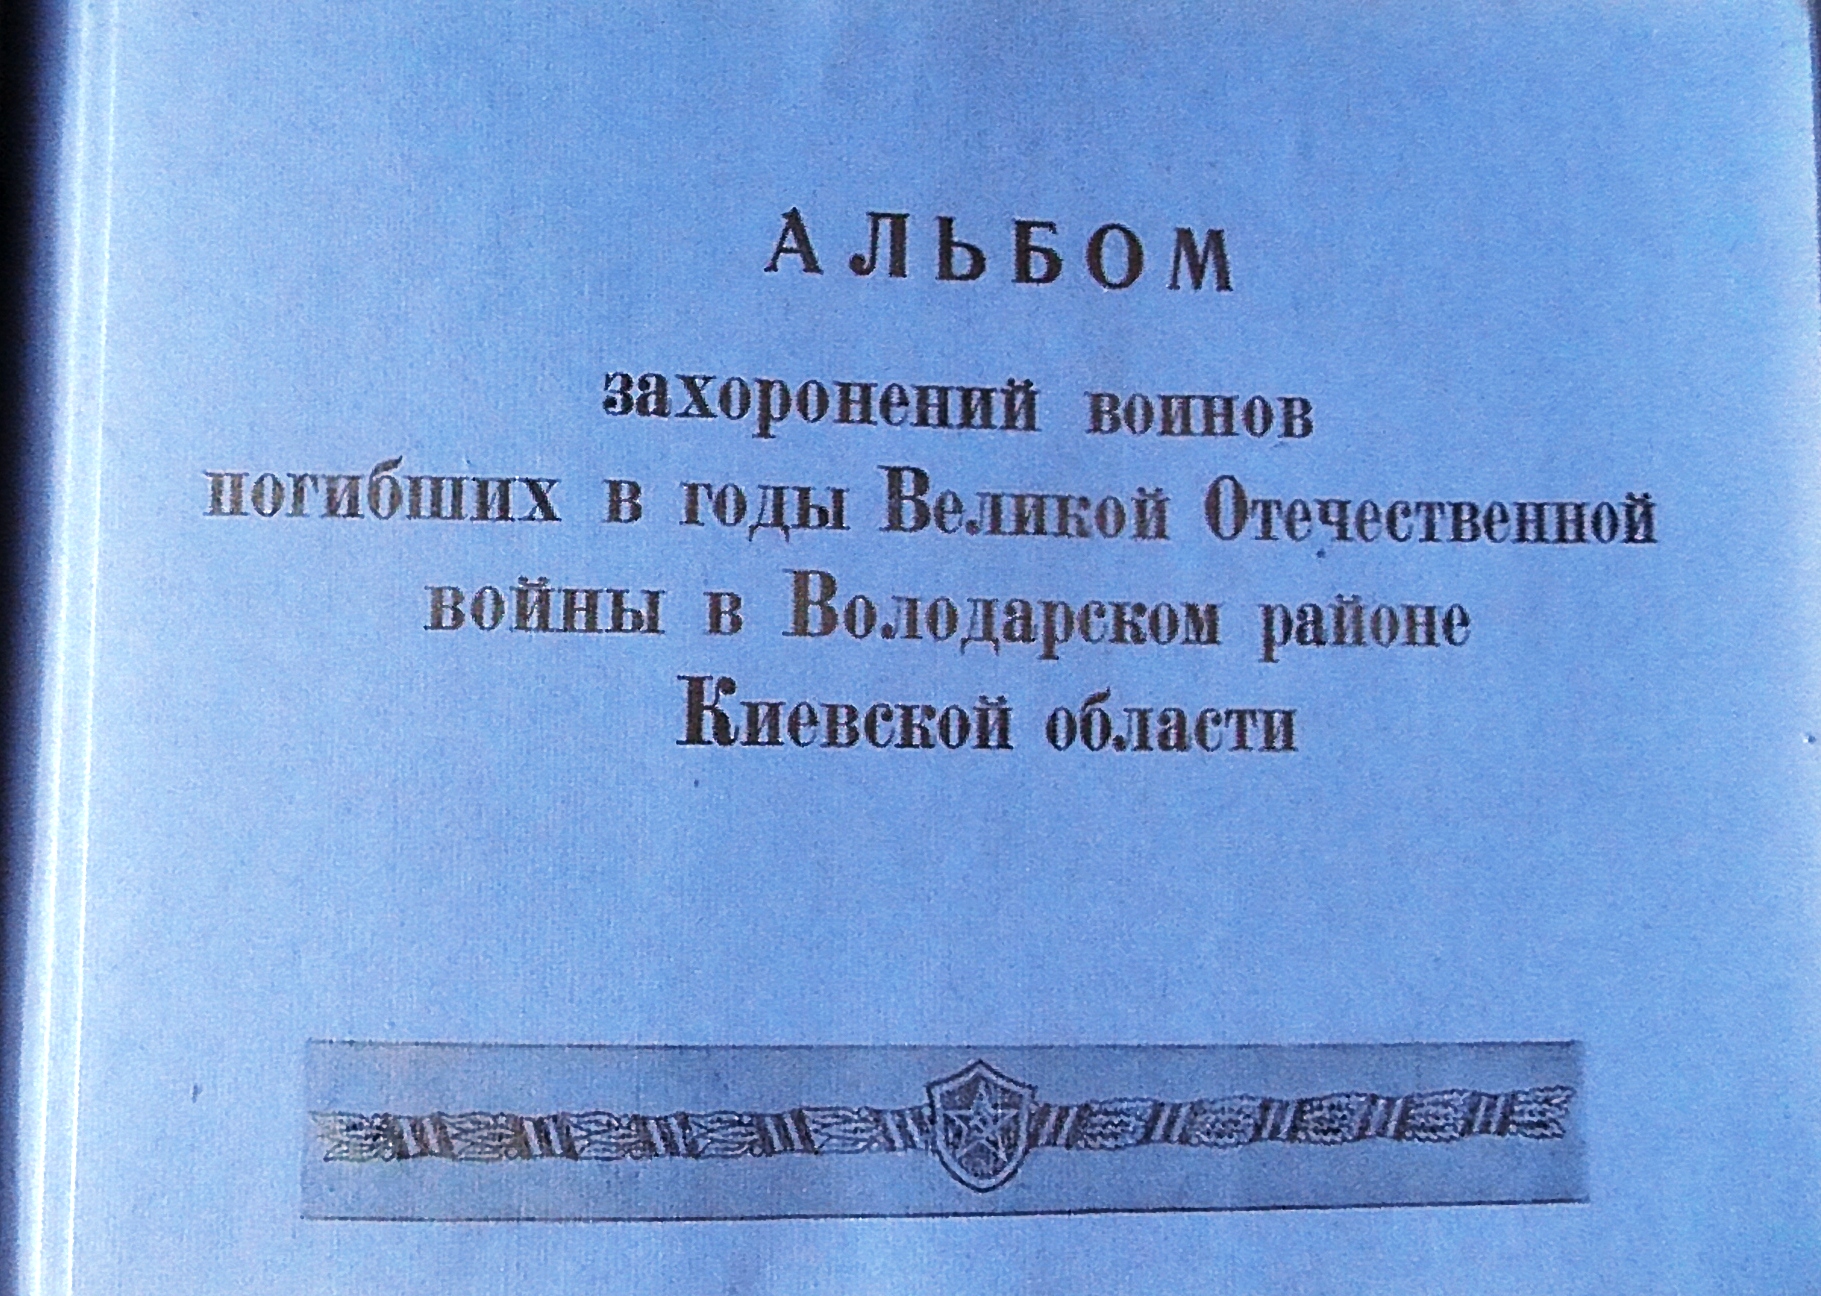 АЛЬБОМ
захоронений воинов
погибших в годы Великой Отечественной
войны в Володарском районе
Киевской области